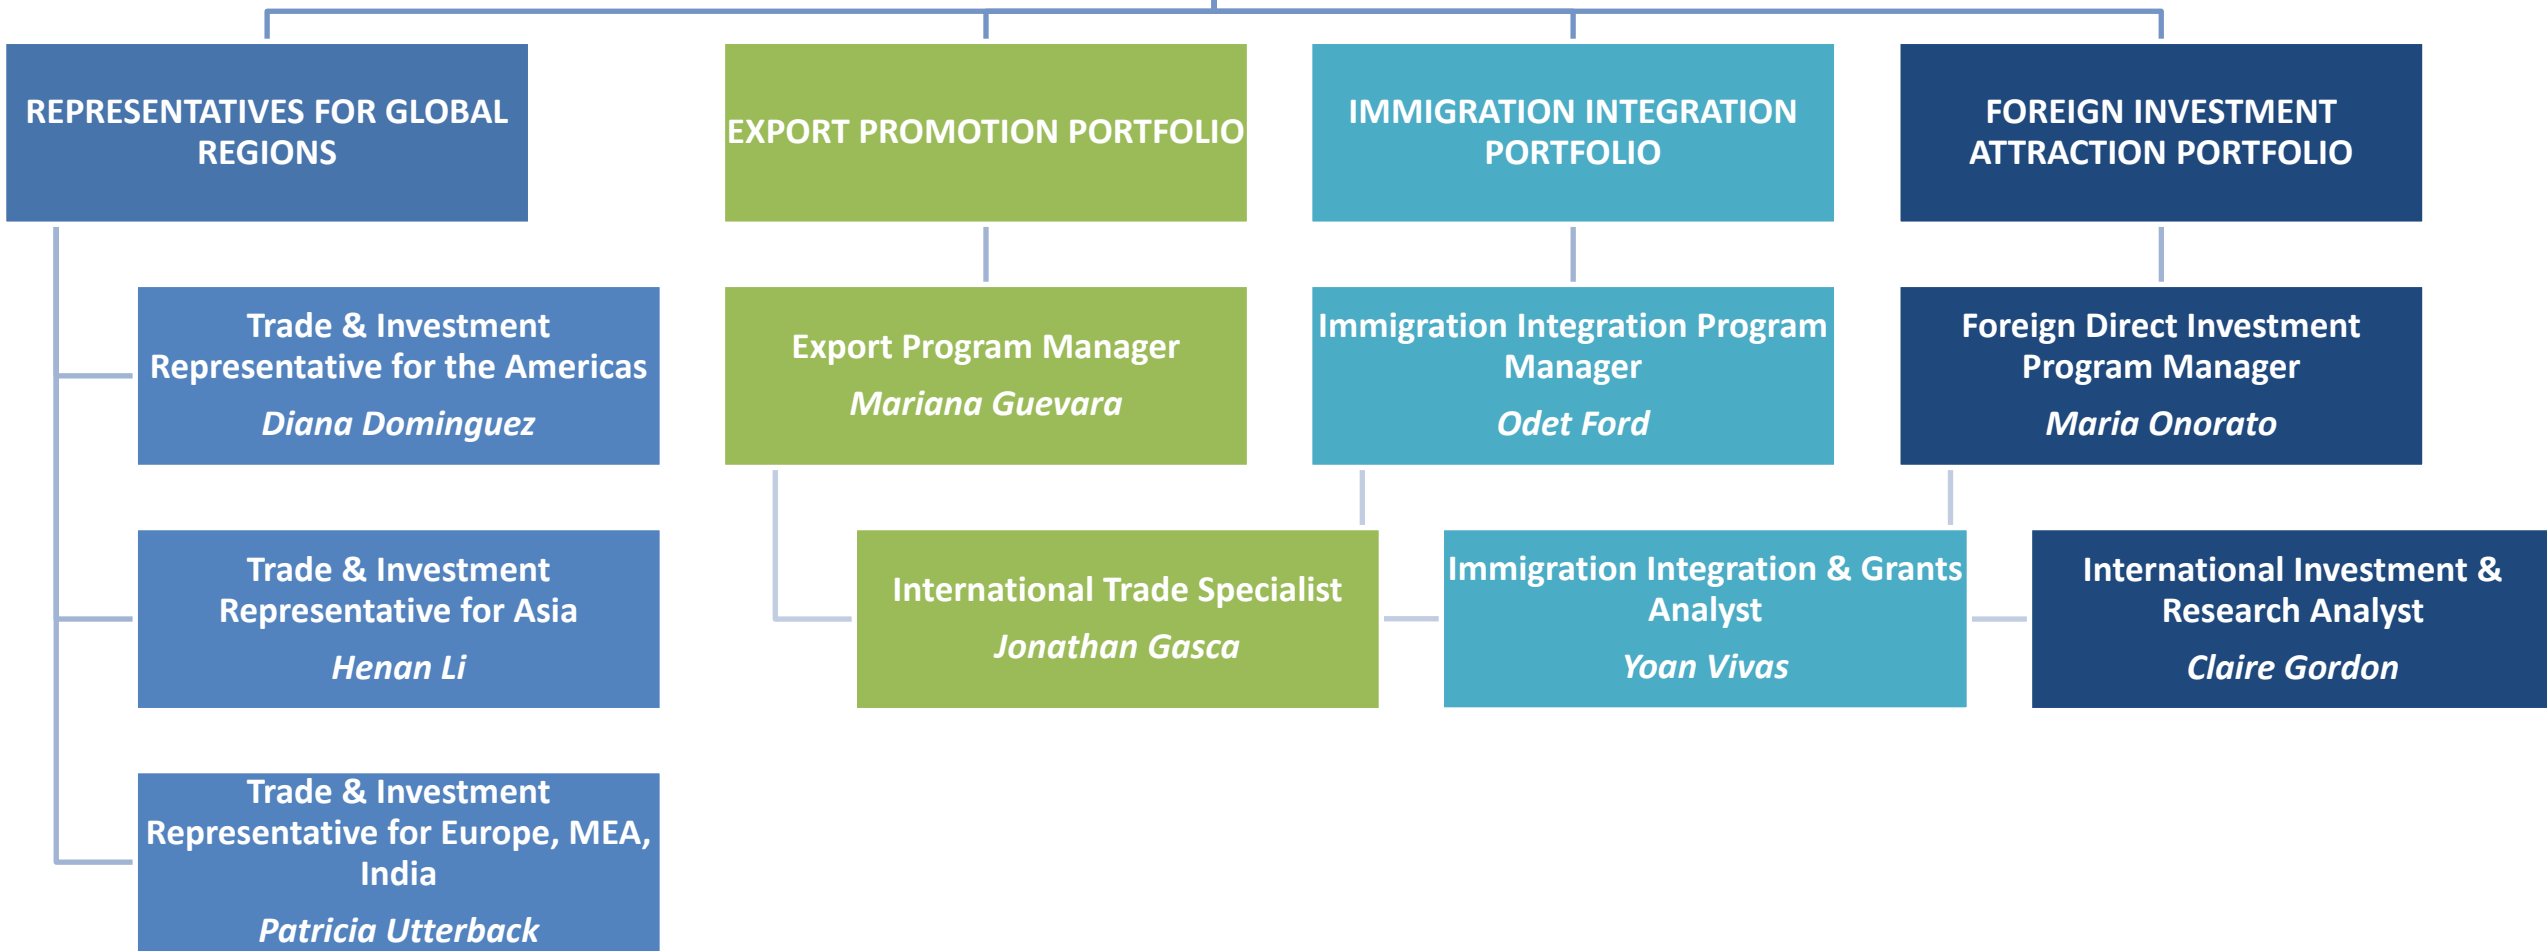 REPRESENTATIVES FOR GLOBAL
REGIONS
EXPORT PROMOTION PORTFOLIO
IMMIGRATION INTEGRATION
PORTFOLIO
FOREIGN INVESTMENT
ATTRACTION PORTFOLIO
Trade & Investment
Representative for the Americas
Diana Dominguez
Export Program Manager
Mariana Guevara
Immigration Integration Program
Manager
Odet Ford
Foreign Direct Investment
Program Manager
Maria Onorato
Trade & Investment
Representative for Asia
Henan Li
International Trade Specialist
Jonathan Gasca
Immigration Integration & Grants
Analyst
Yoan Vivas
International Investment &
Research Analyst
Claire Gordon
Trade & Investment
Representative for Europe, MEA,
India
Patricia Utterback